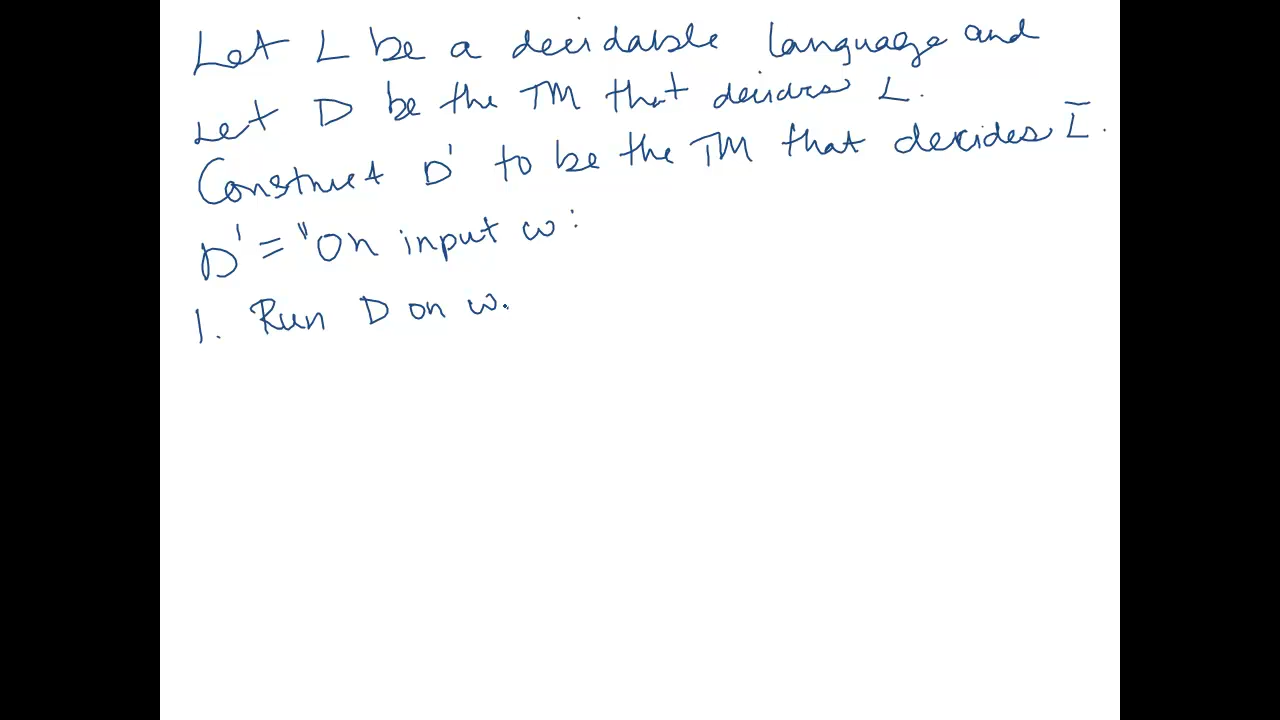 Let L be a decidable language and
Let D be the TM that decides L.
Construct D' to be the TM that decides L̅.
D' = "On input w:
1. Run D on w.